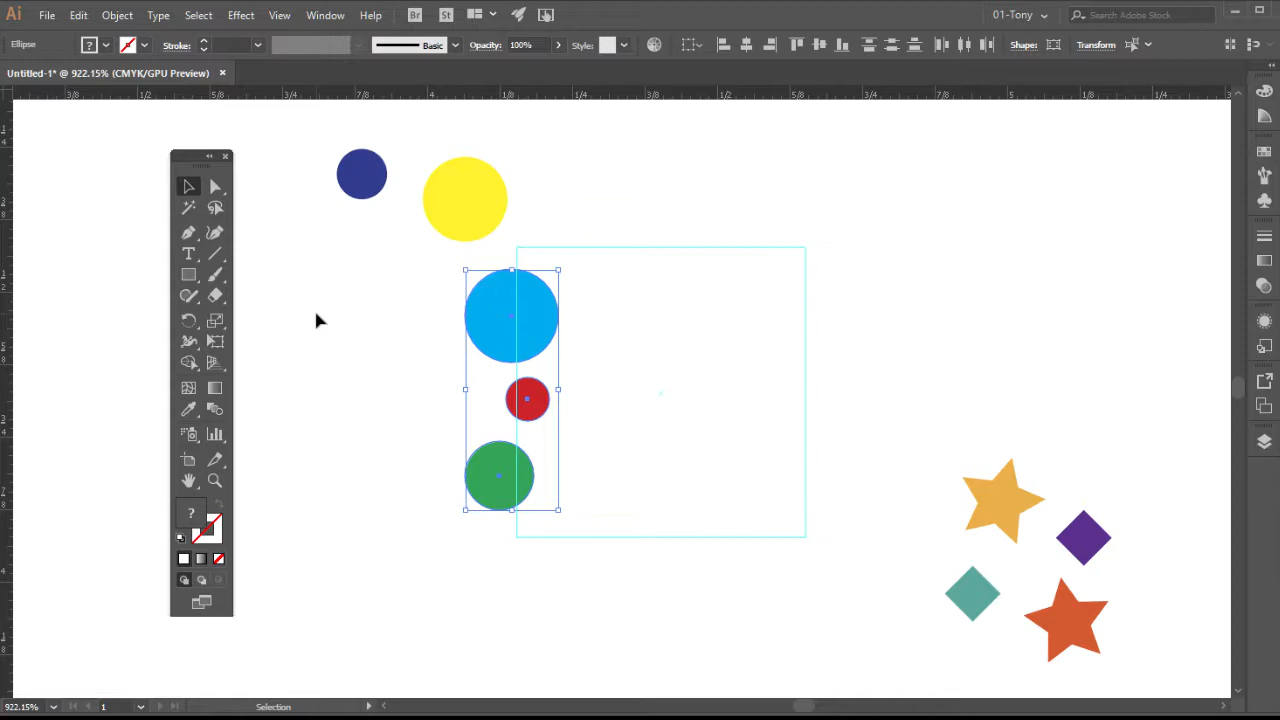 Ai File Edit Object Type Select Effect View Window Help Br St 01-Tony Search Adobe Stock
Ellipse ? Stroke: Basic Opacity: 100% Style: Shape: Transform
Untitled-1* @ 922.15% (CMYK/GPU Preview) ×
3/8 1/2 5/8 3/4 7/8 4 1/8 1/4 3/8 1/2 5/8 3/4 7/8 5 1/8 1/4 3
T
?
922.15% 1 Selection